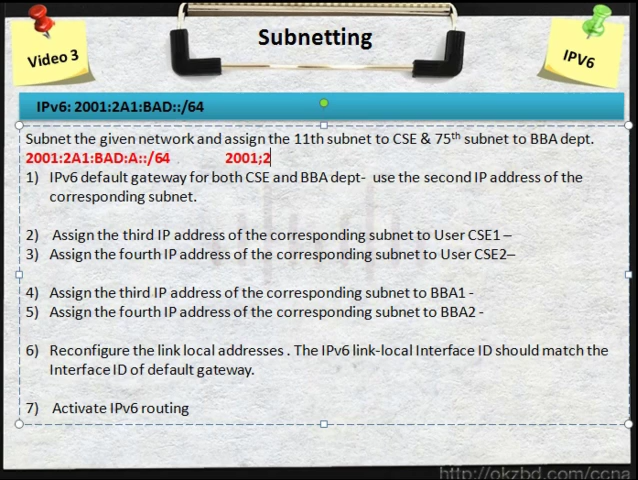 Subnetting
Video 3
IPV6
IPv6: 2001:2A1:BAD::/64
Subnet the given network and assign the 11th subnet to CSE & 75th subnet to BBA dept.
2001:2A1:BAD:A::/64 2001;2
1) IPv6 default gateway for both CSE and BBA dept- use the second IP address of the
corresponding subnet.
2) Assign the third IP address of the corresponding subnet to User CSE1 –
3) Assign the fourth IP address of the corresponding subnet to User CSE2–
4) Assign the third IP address of the corresponding subnet to BBA1 -
5) Assign the fourth IP address of the corresponding subnet to BBA2 -
6) Reconfigure the link local addresses . The IPv6 link-local Interface ID should match the
Interface ID of default gateway.
7) Activate IPv6 routing
http://okzbd.com/ccna